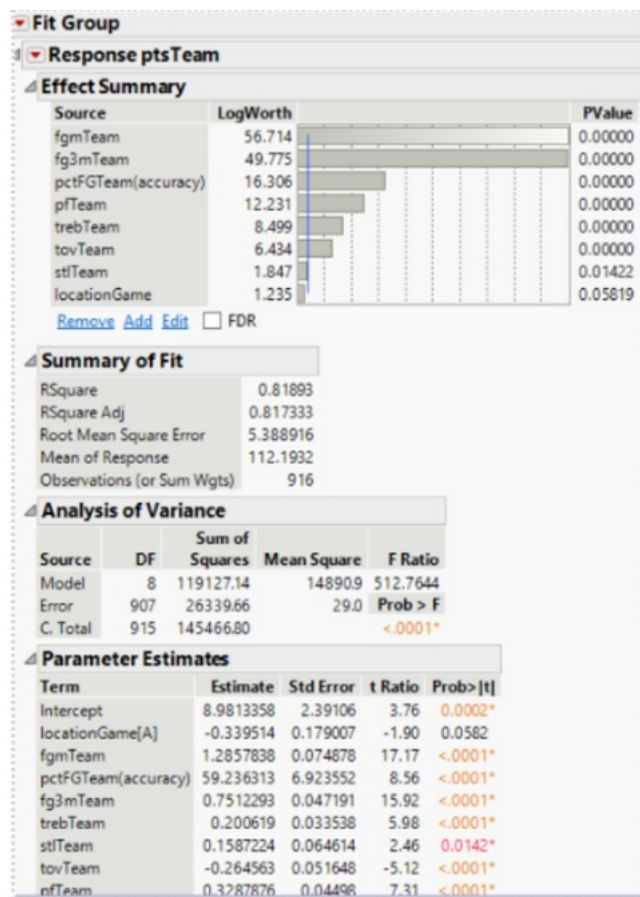 Fit Group
Response ptsTeam
Effect Summary
Source LogWorth PValue
fgmTeam 56.714 0.00000
fg3mTeam 49.775 0.00000
pctFGTeam(accuracy) 16.306 0.00000
pfTeam 12.231 0.00000
trebTeam 8.499 0.00000
tovTeam 6.434 0.00000
stlTeam 1.847 0.01422
locationGame 1.235 0.05819
Remove Add Edit FDR
Summary of Fit
RSquare 0.81893
RSquare Adj 0.817333
Root Mean Square Error 5.388916
Mean of Response 112.1932
Observations (or Sum Wgts) 916
Analysis of Variance
Sum of
Source DF Squares Mean Square F Ratio
Model 8 119127.14 14890.9 512.7644
Error 907 26339.66 29.0 Prob > F
C. Total 915 145466.80 <.0001*
Parameter Estimates
Term Estimate Std Error t Ratio Prob>|t|
Intercept 8.9813358 2.39106 3.76 0.0002*
locationGame[A] -0.339514 0.179007 -1.90 0.0582
fgmTeam 1.2857838 0.074878 17.17 <.0001*
pctFGTeam(accuracy) 59.236313 6.923552 8.56 <.0001*
fg3mTeam 0.7512293 0.047191 15.92 <.0001*
trebTeam 0.200619 0.033538 5.98 <.0001*
stlTeam 0.1587224 0.064614 2.46 0.0142*
tovTeam -0.264563 0.051648 -5.12 <.0001*
pfTeam 0.3287876 0.04498 7.31 <.0001*